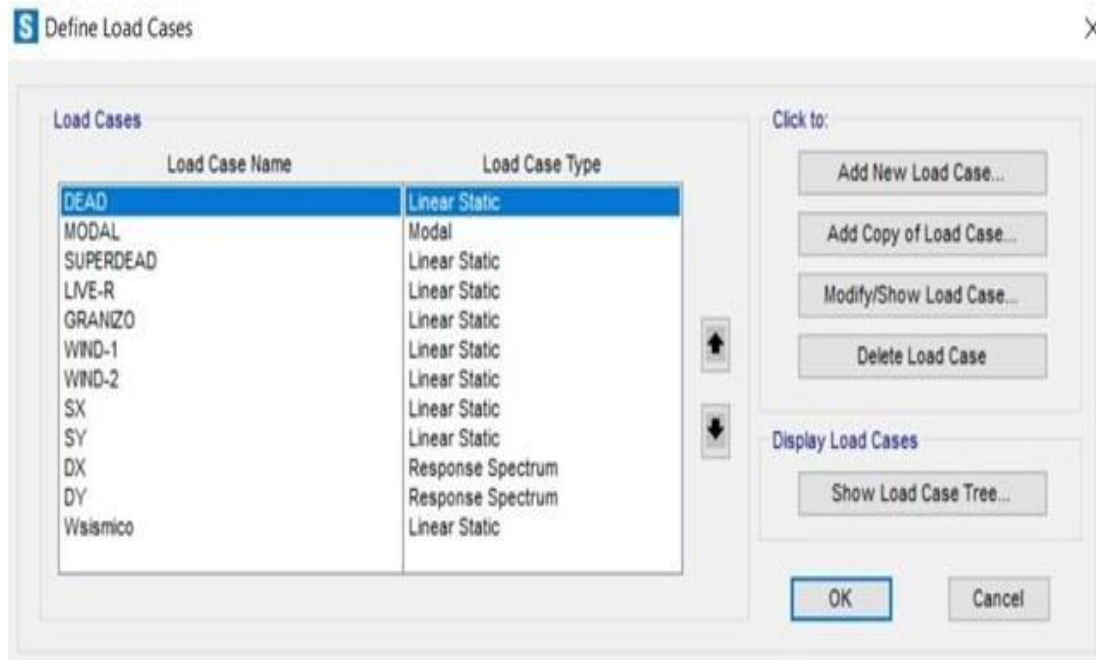 S Define Load Cases X
Load Cases
Load Case Name Load Case Type
DEAD Linear Static
MODAL Modal
SUPERDEAD Linear Static
LIVE-R Linear Static
GRANIZO Linear Static
WIND-1 Linear Static
WIND-2 Linear Static
SX Linear Static
SY Linear Static
DX Response Spectrum
DY Response Spectrum
Wsismico Linear Static
Click to:
Add New Load Case...
Add Copy of Load Case...
Modify/Show Load Case...
Delete Load Case
Display Load Cases
Show Load Case Tree...
OK Cancel